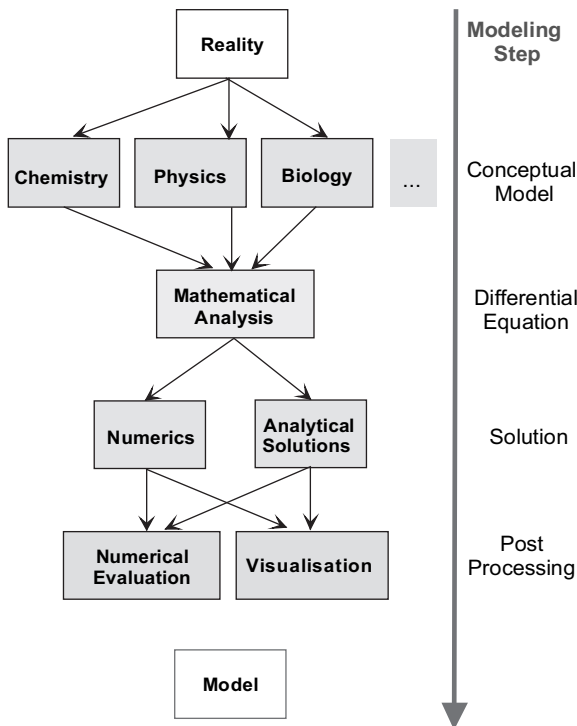 Reality
Modeling
Step
Chemistry
Physics
Biology
...
Conceptual
Model
Mathematical
Analysis
Differential
Equation
Numerics
Analytical
Solutions
Solution
Numerical
Evaluation
Visualisation
Post
Processing
Model